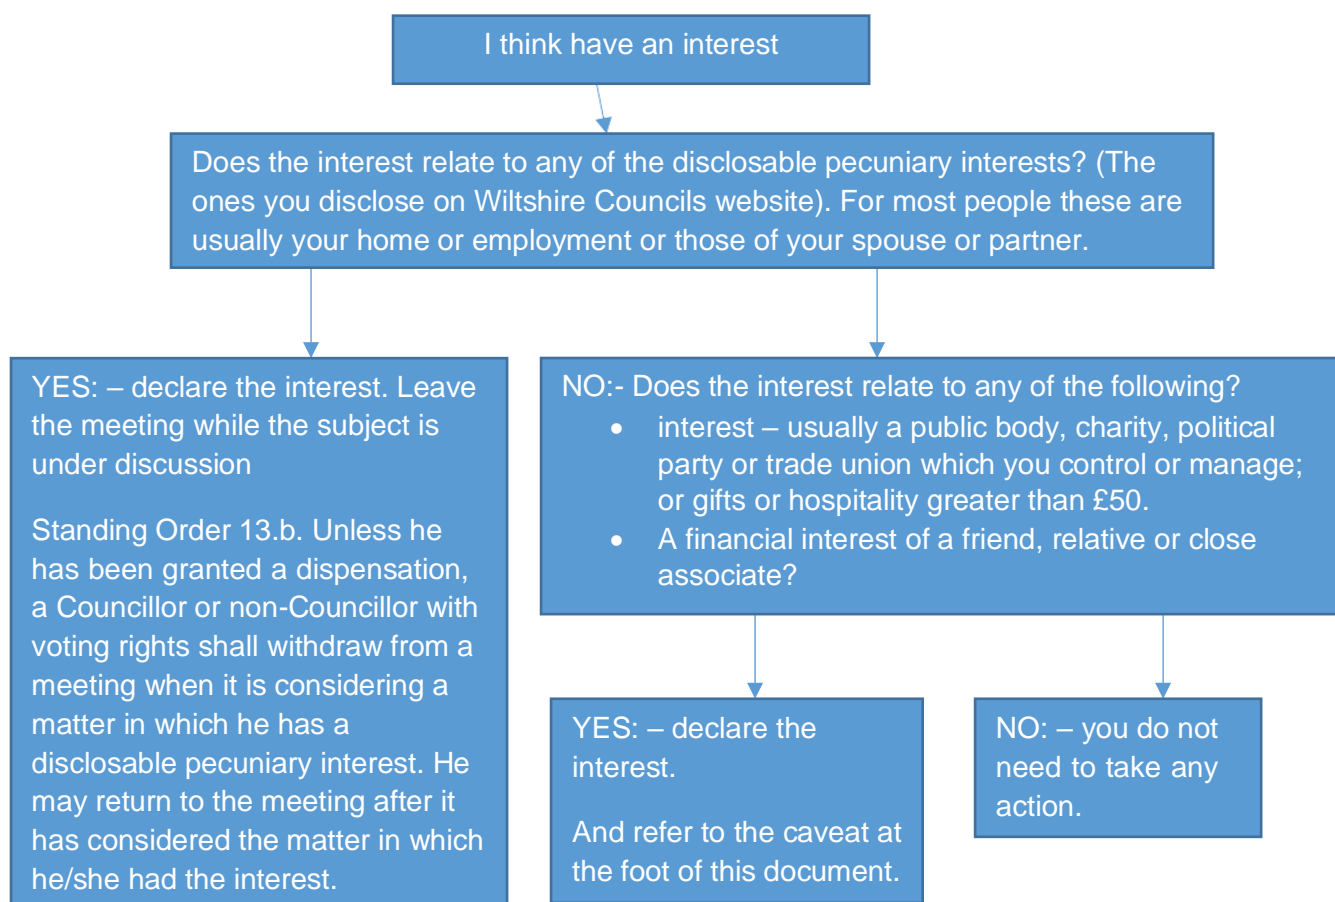 I think have an interest
Does the interest relate to any of the disclosable pecuniary interests? (The
ones you disclose on Wiltshire Councils website). For most people these are
usually your home or employment or those of your spouse or partner.
YES: – declare the interest. Leave
the meeting while the subject is
under discussion
Standing Order 13.b. Unless he
has been granted a dispensation,
a Councillor or non-Councillor with
voting rights shall withdraw from a
meeting when it is considering a
matter in which he has a
disclosable pecuniary interest. He
may return to the meeting after it
has considered the matter in which
he/she had the interest.
NO:- Does the interest relate to any of the following?
• interest – usually a public body, charity, political
party or trade union which you control or manage;
or gifts or hospitality greater than £50.
• A financial interest of a friend, relative or close
associate?
YES: – declare the
interest.
And refer to the caveat at
the foot of this document.
NO: – you do not
need to take any
action.